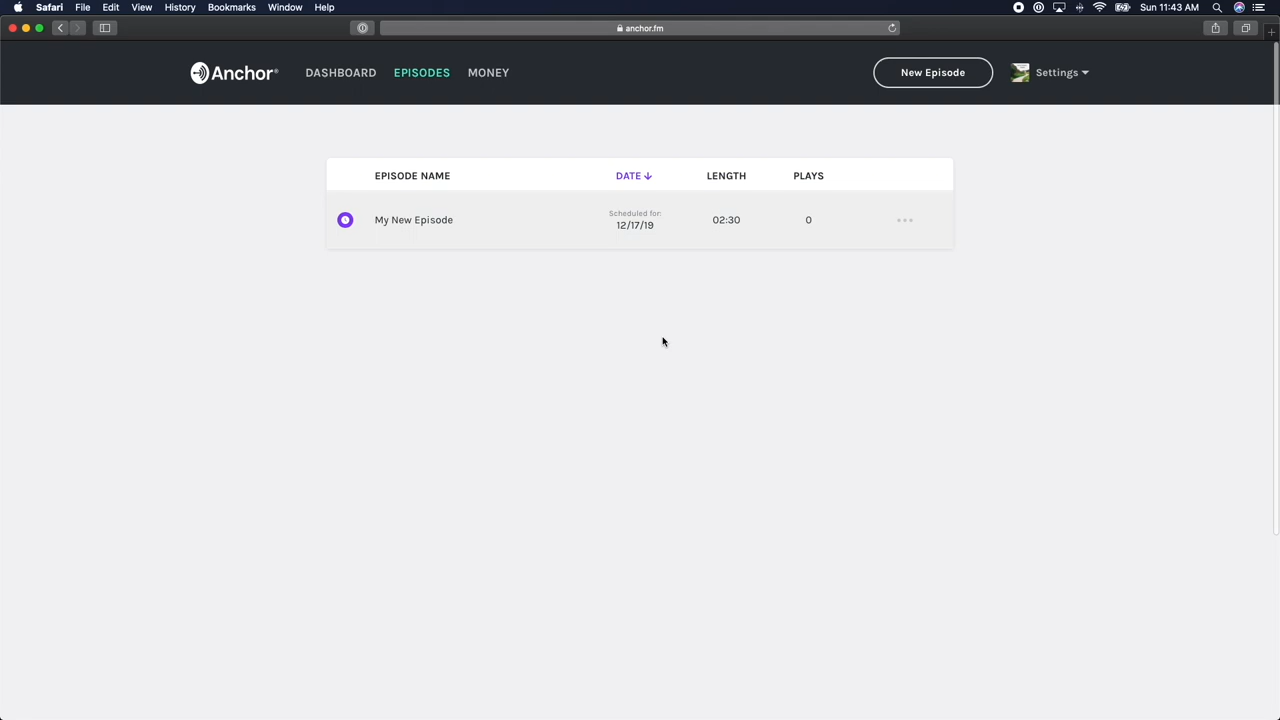 Safari File Edit View History Bookmarks Window Help Sun 11:43 AM
anchor.fm
Anchor® DASHBOARD EPISODES MONEY New Episode Settings
EPISODE NAME DATE ↓ LENGTH PLAYS
My New Episode Scheduled for: 02:30 0
12/17/19